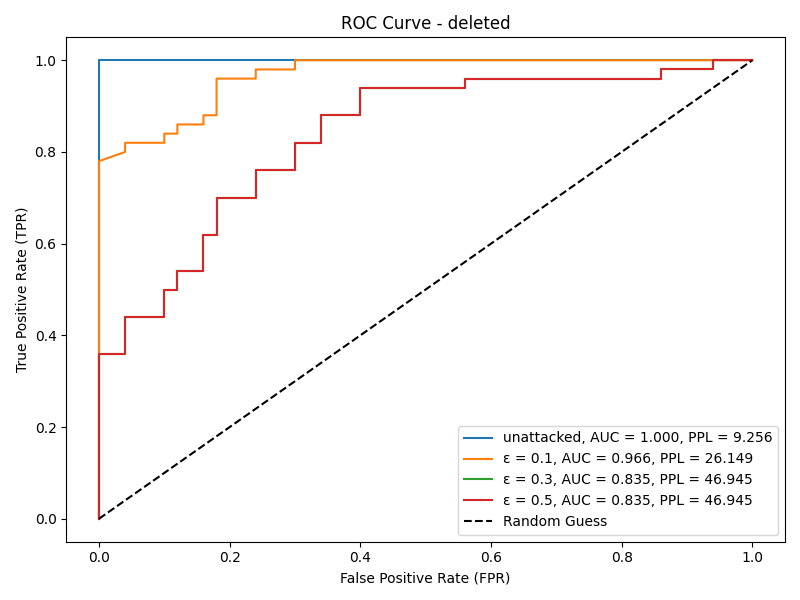 ROC Curve - deleted
True Positive Rate (TPR)
1.0
0.8
0.6
0.4
0.2
0.0
0.0 0.2 0.4 0.6 0.8 1.0
False Positive Rate (FPR)
unattacked, AUC = 1.000, PPL = 9.256
ε = 0.1, AUC = 0.966, PPL = 26.149
ε = 0.3, AUC = 0.835, PPL = 46.945
ε = 0.5, AUC = 0.835, PPL = 46.945
Random Guess